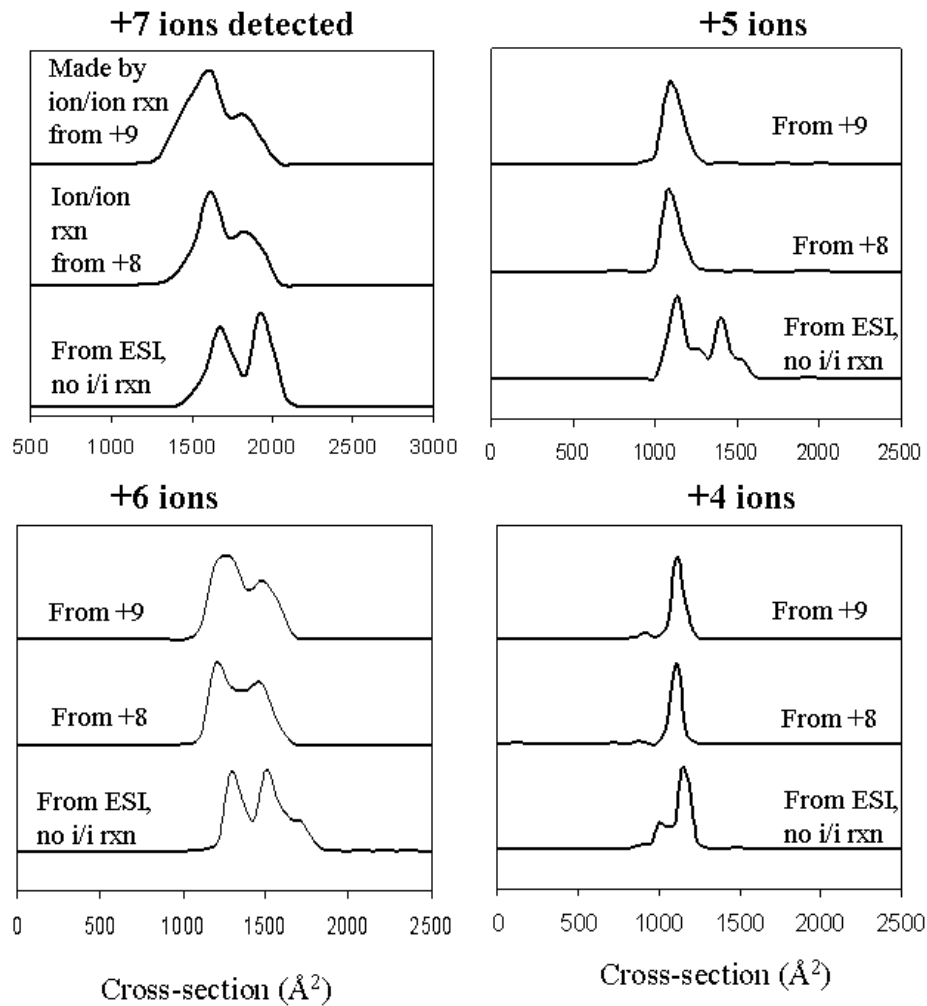 +7 ions detected
Made by
ion/ion rxn
from +9
Ion/ion
rxn
from +8
From ESI,
no i/i rxn
500 1000 1500 2000 2500 3000
+5 ions
From +9
From +8
From ESI,
no i/i rxn
0 500 1000 1500 2000 2500
+6 ions
From +9
From +8
From ESI,
no i/i rxn
0 500 1000 1500 2000 2500
Cross-section (Å²)
+4 ions
From +9
From +8
From ESI,
no i/i rxn
0 500 1000 1500 2000 2500
Cross-section (Å²)